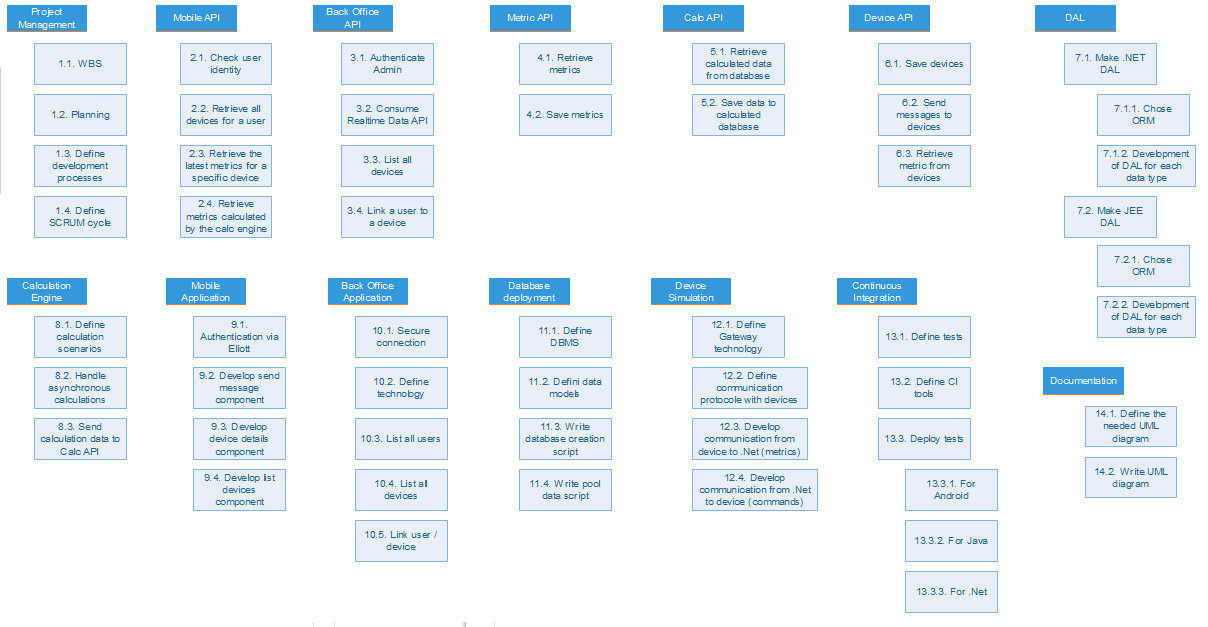 Project
Management
1.1. WBS
1.2. Planning
1.3. Define
development
processes
1.4. Define
SCRUM cycle
Mobile API
2.1. Check user
identity
2.2. Retrieve all
devices for a user
2.3. Retrieve the
latest metrics for a
specific device
2.4. Retrieve
metrics calculated
by the calc engine
Back Office
API
3.1. Authenticate
Admin
3.2. Consume
Realtime Data API
3.3. List all
devices
3.4. Link a user to
a device
Metric API
4.1. Retrieve
metrics
4.2. Save metrics
Calc API
5.1. Retrieve
calculated data
from database
5.2. Save data to
calculated
database
Device API
6.1. Save devices
6.2. Send
messages to
devices
6.3. Retrieve
metric from
devices
DAL
7.1. Make .NET
DAL
7.1.1. Chose
ORM
7.1.2. Development
of DAL for each
data type
7.2. Make JEE
DAL
7.2.1. Chose
ORM
7.2.2. Development
of DAL for each
data type
Calculation
Engine
8.1. Define
calculation
scenarios
8.2. Handle
asynchronous
calculations
8.3. Send
calculation data to
Calc API
Mobile
Application
9.1.
Authentication via
Eliott
9.2. Develop send
message
component
9.3. Develop
device details
component
9.4. Develop list
devices
component
Back Office
Application
10.1. Secure
connection
10.2. Define
technology
10.3. List all users
10.4. List all
devices
10.5. Link user /
device
Database
deployment
11.1. Define
DBMS
11.2. Defini data
models
11.3. Write
database creation
script
11.4. Write pool
data script
Device
Simulation
12.1. Define
Gateway
technology
12.2. Define
communication
protocole with devices
12.3. Develop
communication from
device to .Net (metrics)
12.4. Develop
communication from .Net
to device (commands)
Continuous
Integration
13.1. Define tests
13.2. Define CI
tools
13.3. Deploy tests
13.3.1. For
Android
13.3.2. For Java
13.3.3. For .Net
Documentation
14.1. Define the
needed UML
diagram
14.2. Write UML
diagram